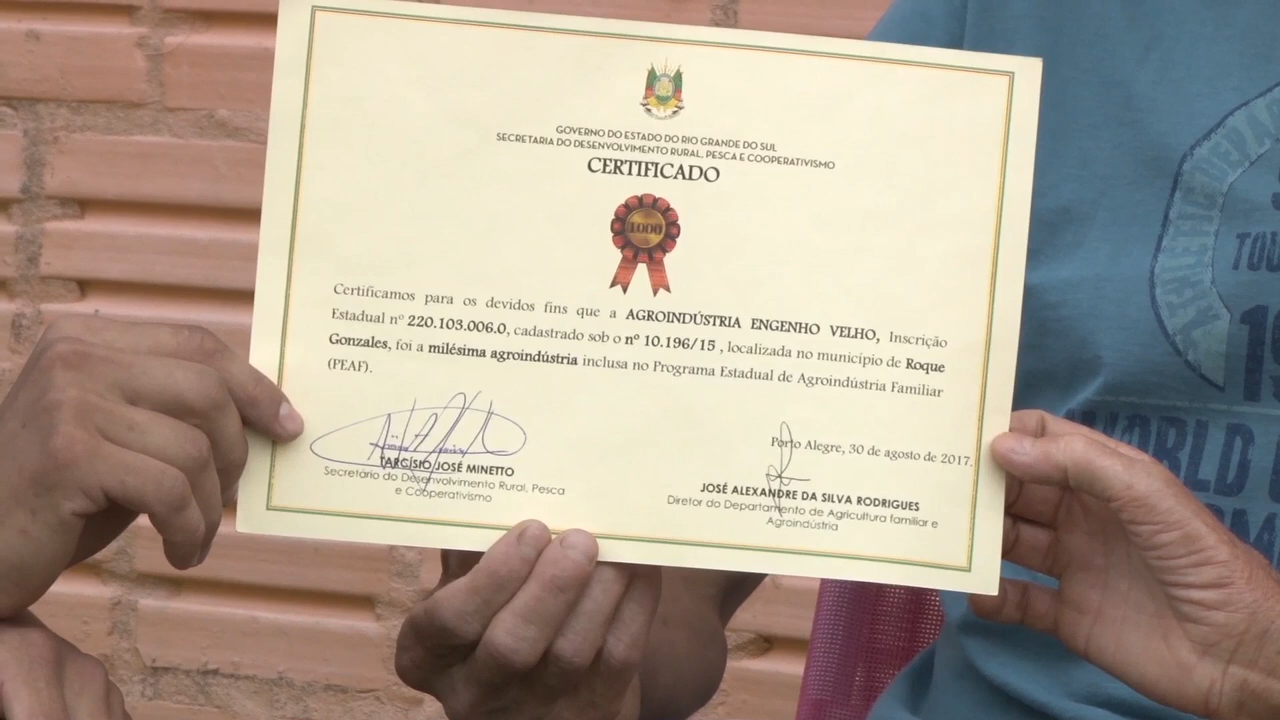 GOVERNO DO ESTADO DO RIO GRANDE DO SUL
SECRETARIA DO DESENVOLVIMENTO RURAL, PESCA E COOPERATIVISMO
CERTIFICADO
1000
Certificamos para os devidos fins que a AGROINDÚSTRIA ENGENHO VELHO, Inscrição
Estadual nº 220.103.006.0, cadastrado sob o nº 10.196/15 , localizada no municipio de Roque
Gonzales, foi a milésima agroindústria inclusa no Programa Estadual de Agroindústria Familiar
(PEAF).
Porto Alegre, 30 de agosto de 2017.
TARCÍSIO JOSÉ MINETTO
Secretário do Desenvolvimento Rural, Pesca
e Cooperativismo
JOSÉ ALEXANDRE DA SILVA RODRIGUES
Diretor do Departamento de Agricultura familiar e
Agroindústria